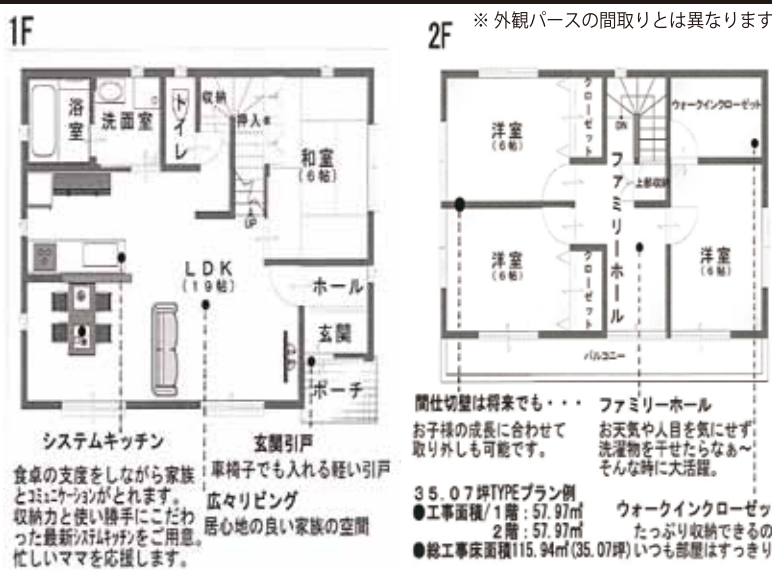 1F
浴室
洗面室
トイレ
収納
押入
和室
(6帖)
UP
LDK
(19帖)
ホール
玄関
ポーチ
システムキッチン
食卓の支度をしながら家族
とコミュニケーションがとれます。
収納力と使い勝手にこだわ
った最新システムキッチンをご用意。
忙しいママを応援します。
玄関引戸
車椅子でも入れる軽い引戸
広々リビング
居心地の良い家族の空間
※ 外観パースの間取りとは異なります
2F
洋室
(6帖)
クローゼット
DN
ウォークインクローゼット
上部収納
ファミリーホール
洋室
(6帖)
クローゼット
洋室
(6帖)
バルコニー
間仕切壁は将来でも・・・
お子様の成長に合わせて
取り外しも可能です。
ファミリーホール
お天気や人目を気にせず
洗濯物を干せたらなぁ～
そんな時に大活躍。
35.07坪TYPEプラン例
●工事面積/1階：57.97㎡
2階：57.97㎡
●総工事床面積115.94㎡(35.07坪)
ウォークインクローゼッ
たっぷり収納できるの
いつも部屋はすっきり